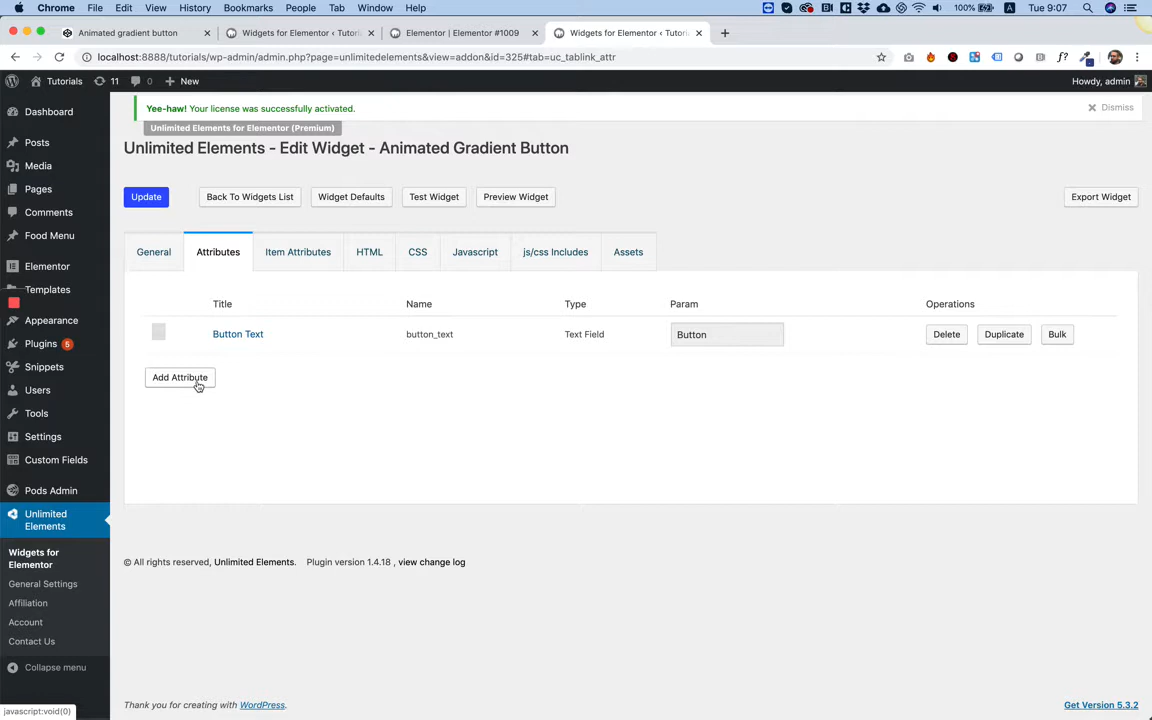 Chrome File Edit View History Bookmarks People Tab Window Help 100% Tue 9:07
Animated gradient button
Widgets for Elementor ‹ Tutori
Elementor | Elementor #1009
Widgets for Elementor ‹ Tutori
localhost:8888/tutorials/wp-admin/admin.php?page=unlimitedelements&view=addon&id=325#tab=uc_tablink_attr
Tutorials 11 New Howdy, admin
Dashboard
Posts
Media
Pages
Comments
Food Menu
Elementor
Templates
Appearance
Plugins 5
Snippets
Users
Tools
Settings
Custom Fields
Pods Admin
Unlimited
Elements
Widgets for
Elementor
General Settings
Affiliation
Account
Contact Us
Collapse menu
javascript:void(0)
Yee-haw! Your license was successfully activated.
Dismiss
Unlimited Elements for Elementor (Premium)
Unlimited Elements - Edit Widget - Animated Gradient Button
Update Back To Widgets List Widget Defaults Test Widget Preview Widget Export Widget
General Attributes Item Attributes HTML CSS Javascript js/css Includes Assets
Title Name Type Param Operations
Button Text button_text Text Field Button Delete Duplicate Bulk
Add Attribute
© All rights reserved, Unlimited Elements. Plugin version 1.4.18 , view change log
Thank you for creating with WordPress.
Get Version 5.3.2